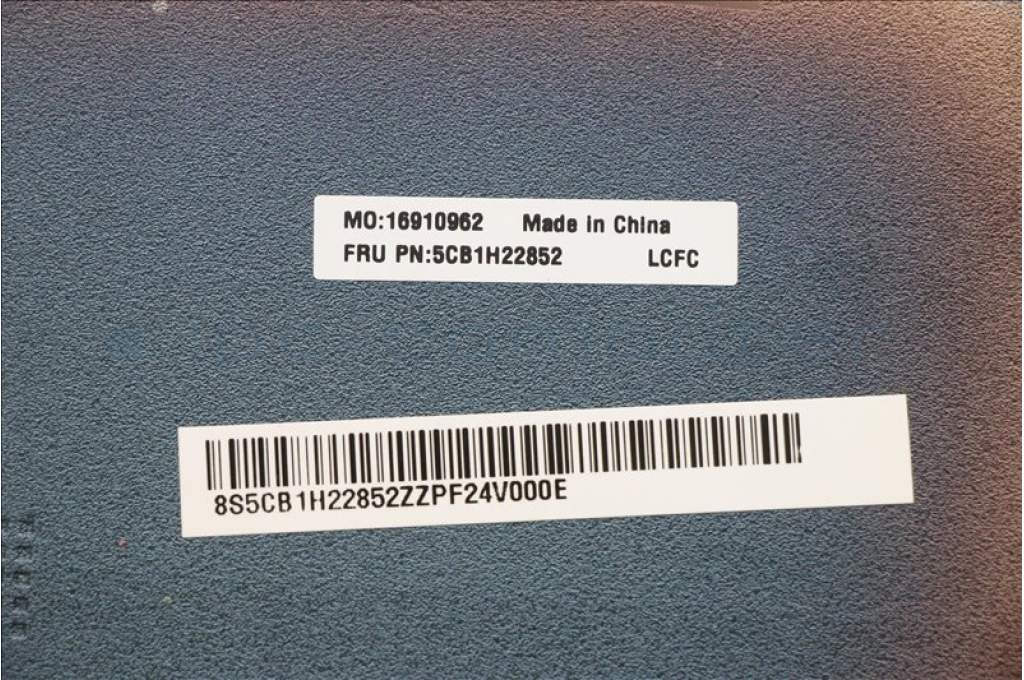 MO:16910962 Made in China
FRU PN:5CB1H22852 LCFC
8S5CB1H22852ZZPF24V000E